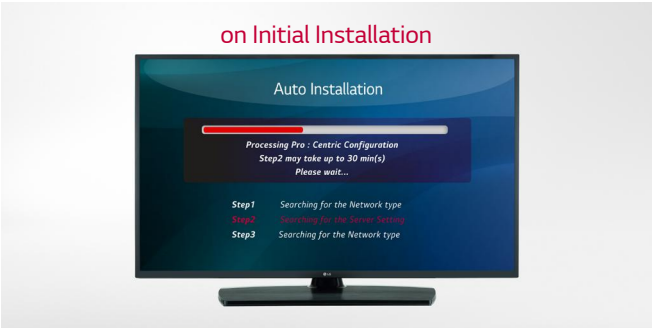 on Initial Installation
Auto Installation
Processing Pro : Centric Configuration
Step2 may take up to 30 min(s)
Please wait...
Step1 Searching for the Network type
Step2 Searching for the Server Setting
Step3 Searching for the Network type
LG